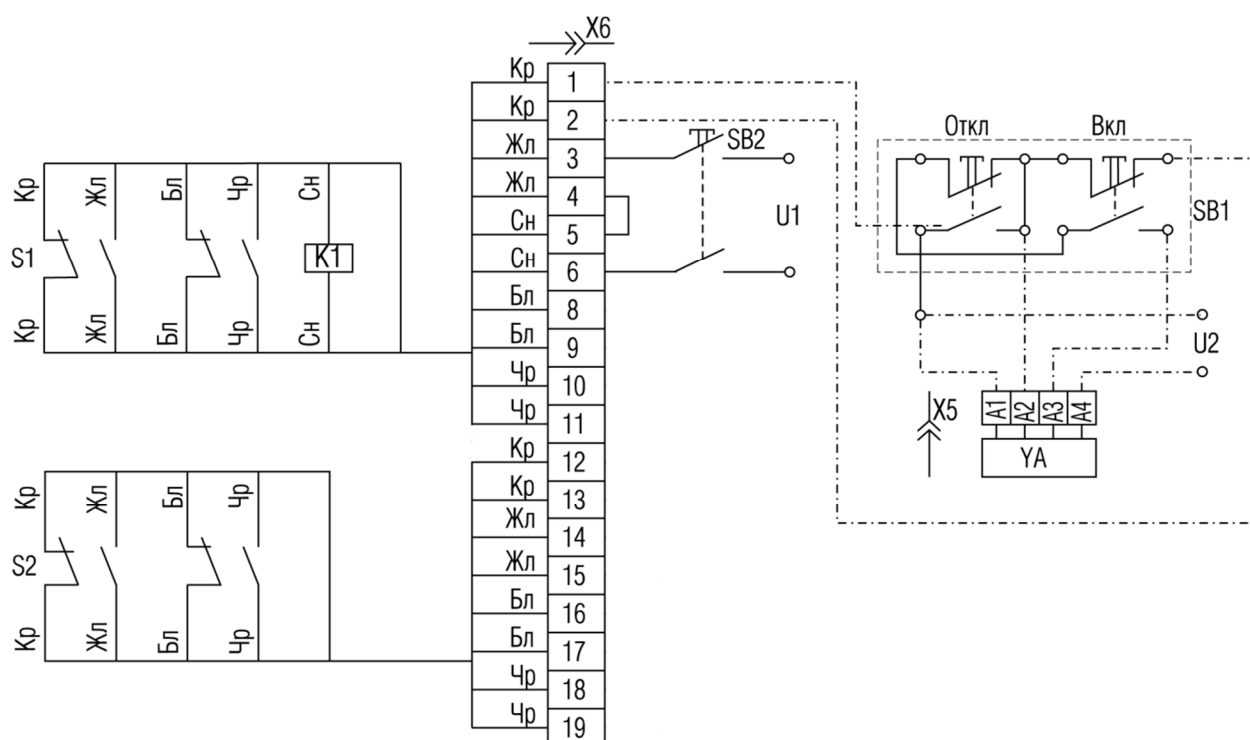 X6
Кр 1
Кр 2
Жл 3
Жл 4
Сн 5
Сн 6
Бл 8
Бл 9
Чр 10
Чр 11
Кр 12
Кр 13
Жл 14
Жл 15
Бл 16
Бл 17
Чр 18
Чр 19
Кр Жл Бл Чр Сн
S1 K1
Кр Жл Бл Чр Сн
Кр Жл Бл Чр
S2
Кр Жл Бл Чр
SB2
U1
Откл Вкл
SB1
U2
X5
A1 A2 A3 A4
YA